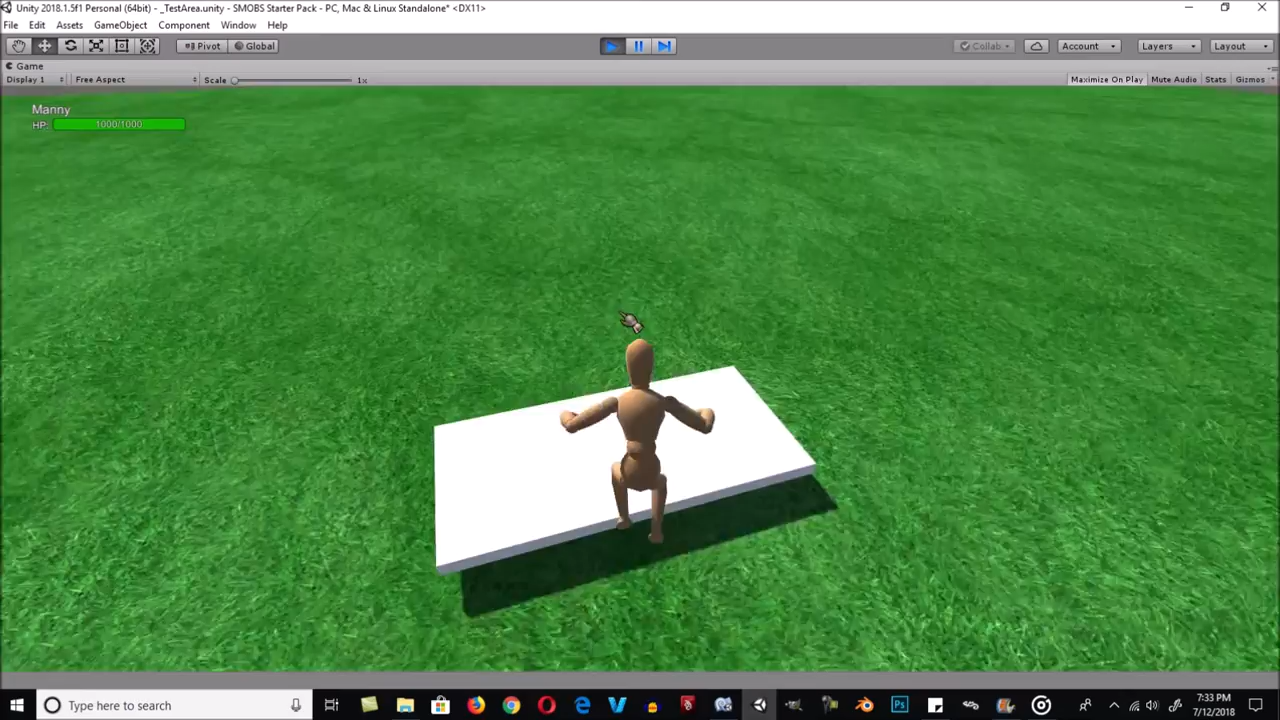 Unity 2018.1.5f1 Personal (64bit) - _TestArea.unity - SMOBS Starter Pack - PC, Mac & Linux Standalone* <DX11>
File Edit Assets GameObject Component Window Help
Pivot Global Collab Account Layers Layout
Game
Display 1 Free Aspect Scale 1x Maximize On Play Mute Audio Stats Gizmos
Manny
HP: 1000/1000
Type here to search
7:33 PM
7/12/2018